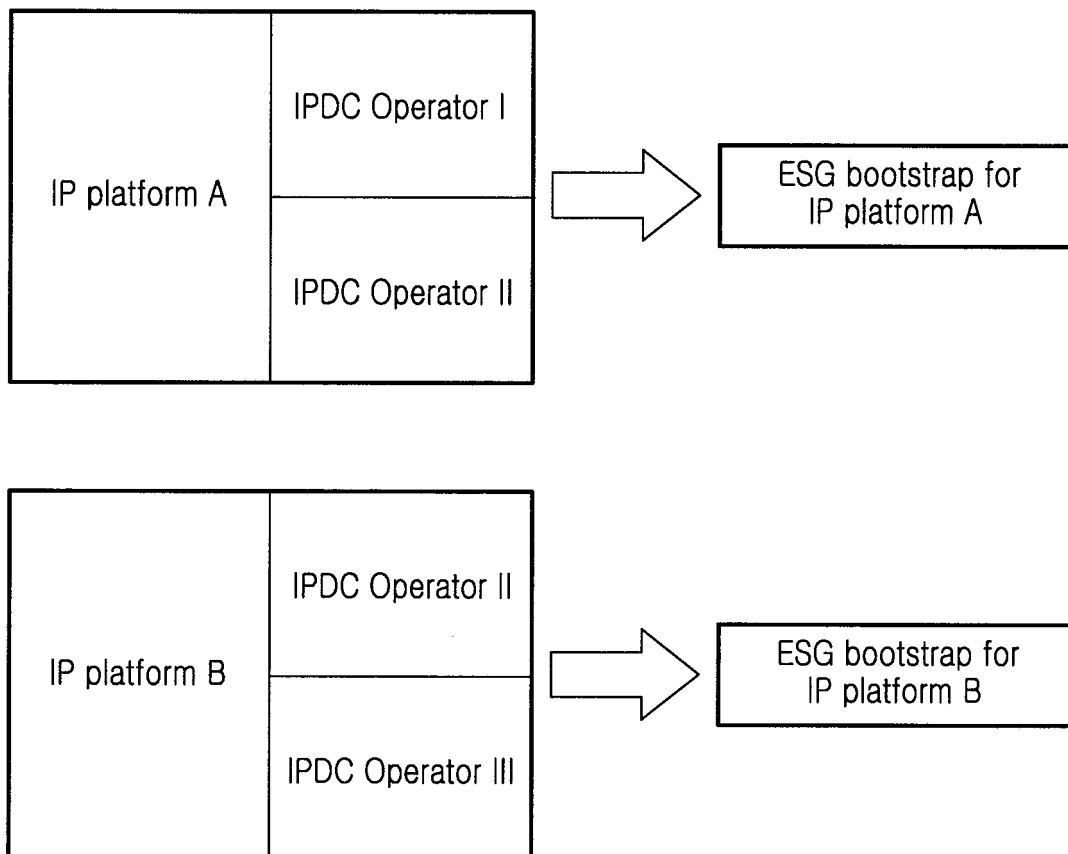 IP platform A
IPDC Operator I
IPDC Operator II
ESG bootstrap for
IP platform A
IP platform B
IPDC Operator II
IPDC Operator III
ESG bootstrap for
IP platform B